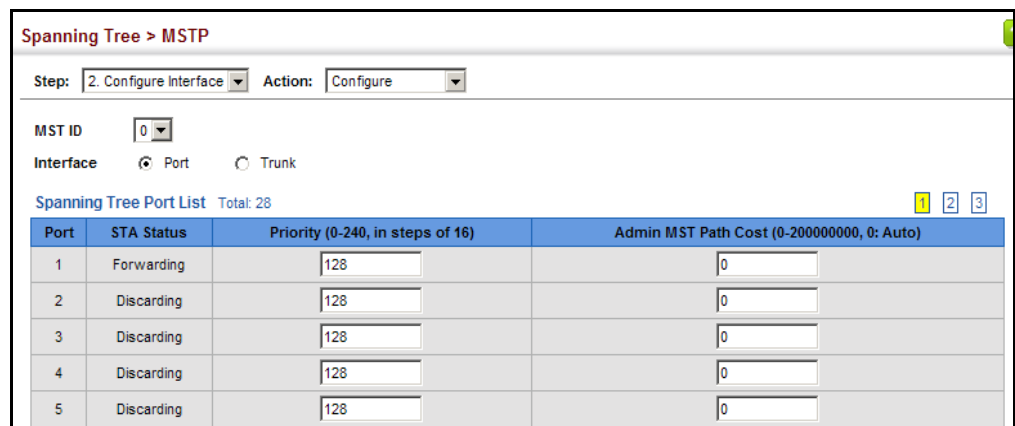 Spanning Tree > MSTP
Step: 2. Configure Interface Action: Configure
MST ID 0
Interface Port Trunk
Spanning Tree Port List Total: 28 1 2 3
Port STA Status Priority (0-240, in steps of 16) Admin MST Path Cost (0-200000000, 0: Auto)
1 Forwarding 128 0
2 Discarding 128 0
3 Discarding 128 0
4 Discarding 128 0
5 Discarding 128 0